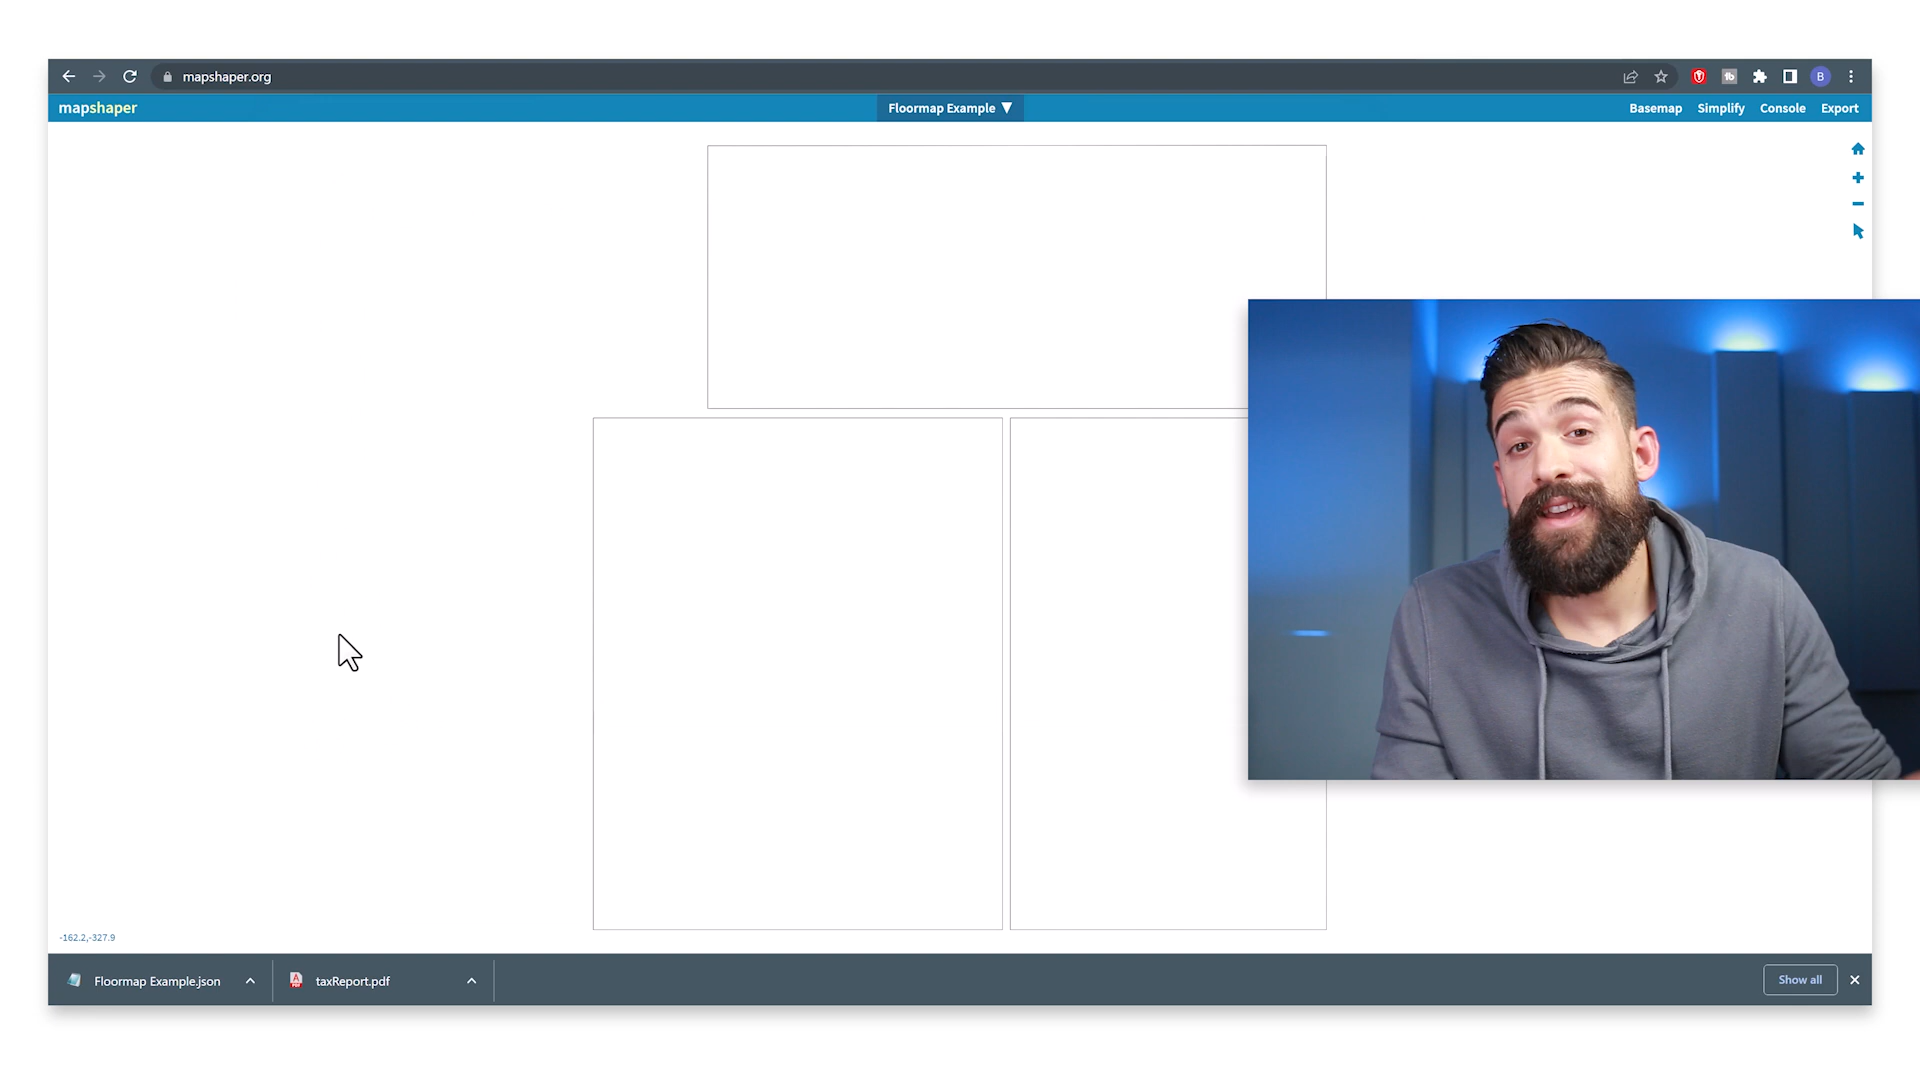 mapshaper.org
B
mapshaper
Floormap Example ▼
Basemap
Simplify
Console
Export
-162.2,-327.9
Floormap Example.json
taxReport.pdf
Show all